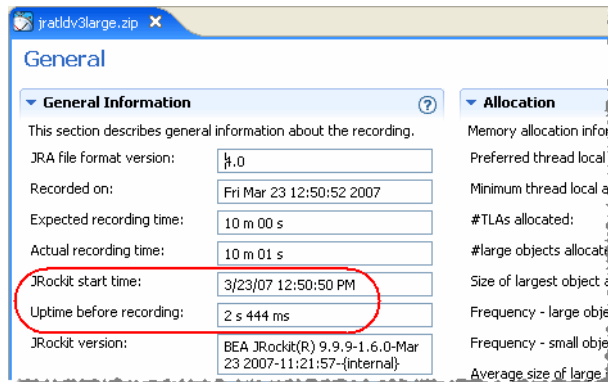 jratldv3large.zip
General
General Information
This section describes general information about the recording.
JRA file format version:
4.0
Recorded on:
Fri Mar 23 12:50:52 2007
Expected recording time:
10 m 00 s
Actual recording time:
10 m 01 s
JRockit start time:
3/23/07 12:50:50 PM
Uptime before recording:
2 s 444 ms
JRockit version:
BEA JRockit(R) 9.9.9-1.6.0-Mar
23 2007-11:21:57-{internal}
Allocation
Memory allocation
Preferred thread local
Minimum thread local
#TLAs allocated:
#large objects
Size of largest object
Frequency - large
Frequency - small
Average size of large